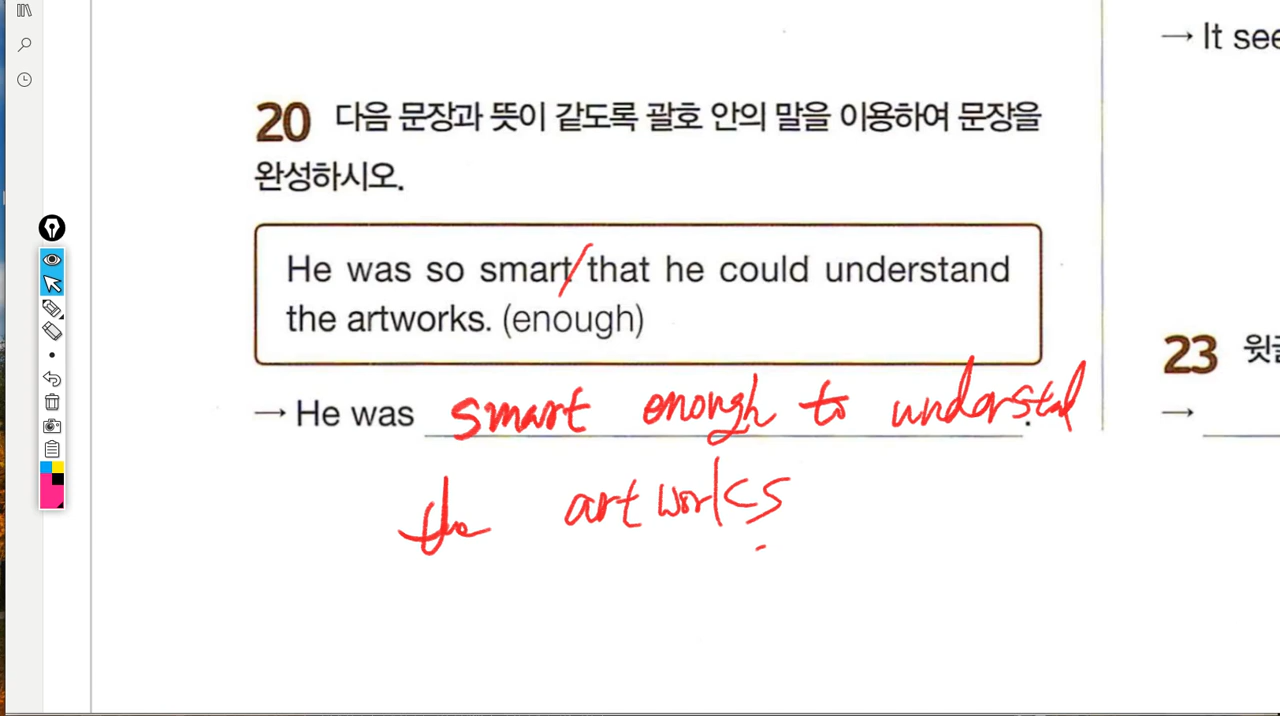 → It see
20 다음 문장과 뜻이 같도록 괄호 안의 말을 이용하여 문장을
완성하시오.
He was so smart/that he could understand
the artworks. (enough)
→ He was smart enough to understad.
the artworks
23 윗글
→